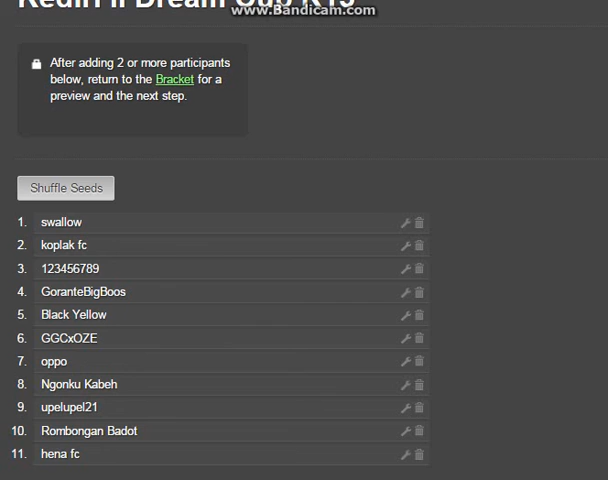 www.Bandicam.com
After adding 2 or more participants
below, return to the Bracket for a
preview and the next step.
Shuffle Seeds
1. swallow
2. koplak fc
3. 123456789
4. GoranteBigBoos
5. Black Yellow
6. GGCxOZE
7. oppo
8. Ngonku Kabeh
9. upelupel21
10. Rombongan Badot
11. hena fc